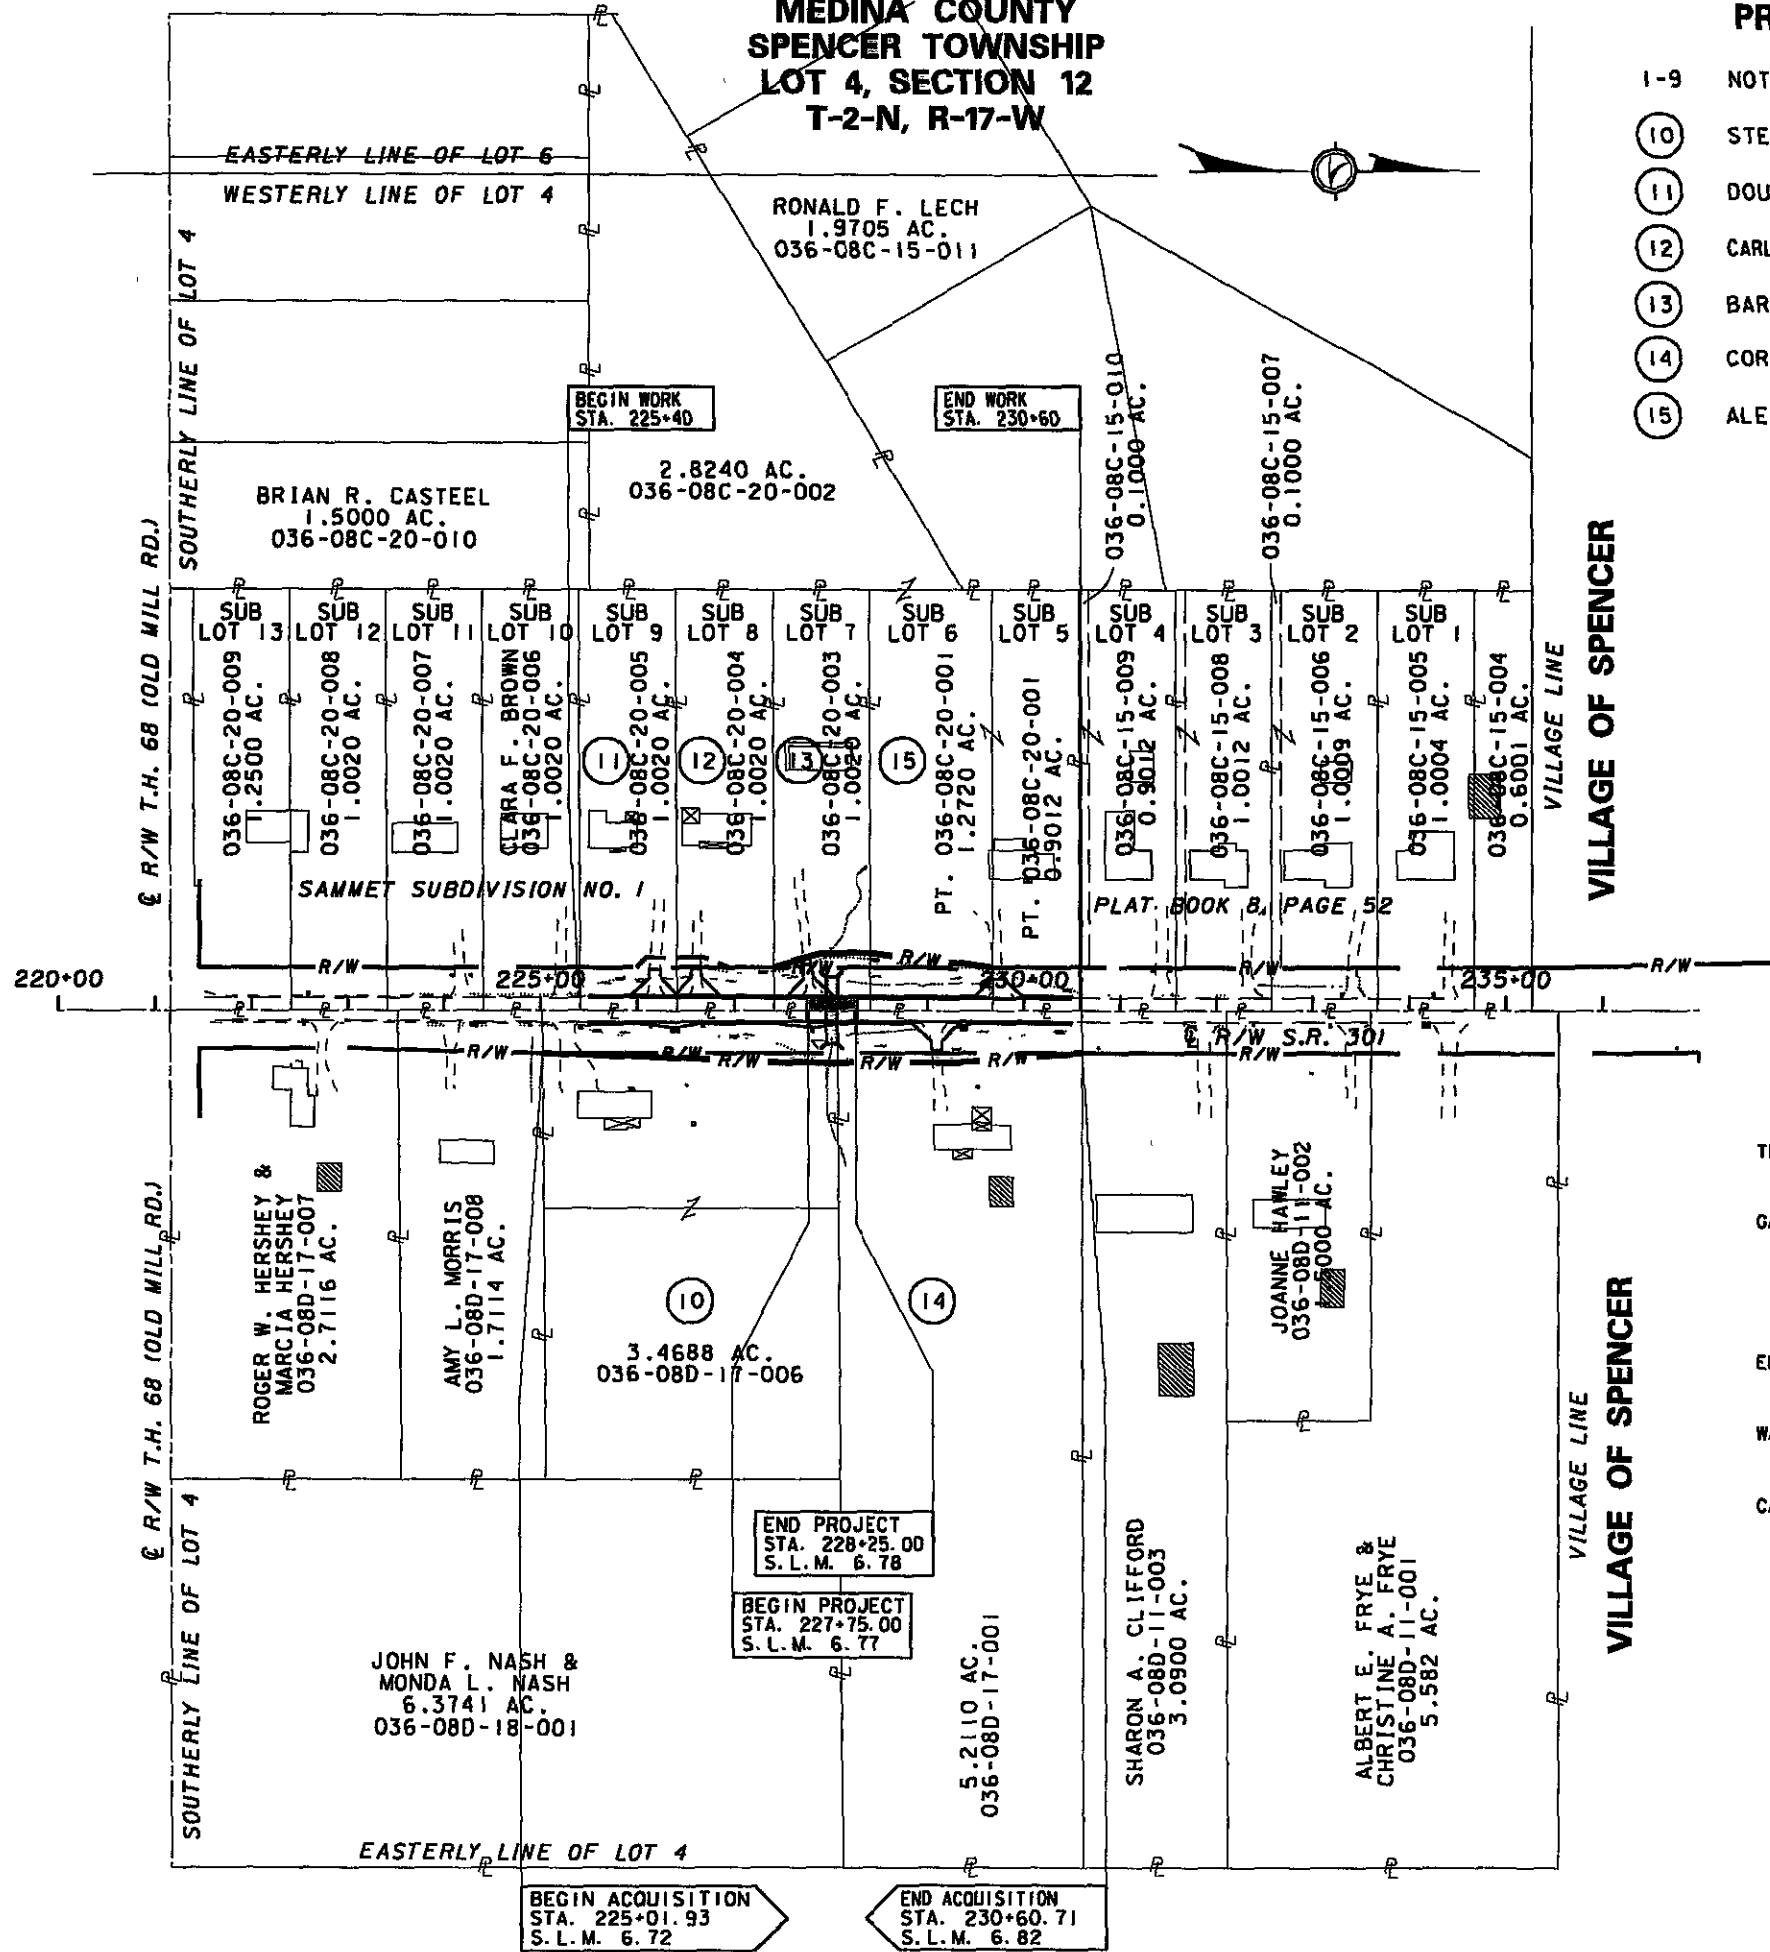 MEDINA COUNTY
SPENCER TOWNSHIP
LOT 4, SECTION 12
T-2-N, R-17-W
1-9
10
11
12
13
14
15
EASTERLY LINE OF LOT 6
WESTERLY LINE OF LOT 4
SOUTHERLY LINE OF LOT 4
RONALD F. LECH
1.9705 AC.
036-08C-15-011
BEGIN WORK
STA. 225+40
END WORK
STA. 230+60
2.8240 AC.
036-08C-20-002
BRIAN R. CASTEEL
1.5000 AC.
036-08C-20-010
036-08C-15-010
0.1000 AC.
036-08C-15-007
0.1000 AC.
℄ R/W T.H. 68 (OLD MILL RD.)
SUB
LOT 13
SUB
LOT 12
SUB
LOT 11
SUB
LOT 10
SUB
LOT 9
SUB
LOT 8
SUB
LOT 7
SUB
LOT 6
SUB
LOT 5
SUB
LOT 4
SUB
LOT 3
SUB
LOT 2
SUB
LOT 1
036-08C-20-009
1.2500 AC.
036-08C-20-008
1.0020 AC.
036-08C-20-007
1.0020 AC.
CLARA F. BROWN
036-08C-20-006
1.0020 AC.
11
036-08C-20-005
1.0020 AC.
12
036-08C-20-004
1.0020 AC.
13
036-08C-20-003
1.0020 AC.
15
PT. 036-08C-20-001
1.2720 AC.
PT. 036-08C-20-001
0.9012 AC.
036-08C-15-009
0.9012 AC.
036-08C-15-008
1.0012 AC.
036-08C-15-006
1.0009 AC.
036-08C-15-005
1.0004 AC.
036-08C-15-004
0.6001 AC.
VILLAGE LINE
VILLAGE OF SPENCER
SAMMET SUBDIVISION NO. 1
PLAT BOOK 8, PAGE 52
R/W
R/W
R/W
R/W
R/W
220+00
225+00
230+00
235+00
℄ R/W S.R. 301
R/W
R/W
R/W
R/W
R/W
R/W
℄ R/W T.H. 68 (OLD MILL RD.)
ROGER W. HERSHEY &
MARCIA HERSHEY
036-08D-17-007
2.7116 AC.
AMY L. MORRIS
036-08D-17-008
1.7114 AC.
10
3.4688 AC.
036-08D-17-006
14
JOANNE HAWLEY
036-08D-11-002
VILLAGE LINE
VILLAGE OF SPENCER
END PROJECT
STA. 228+25.00
S.L.M. 6.78
BEGIN PROJECT
STA. 227+75.00
S.L.M. 6.77
SOUTHERLY LINE OF LOT 4
JOHN F. NASH &
MONDA L. NASH
6.3741 AC.
036-08D-18-001
5.2110 AC.
036-08D-17-001
SHARON A. CLIFFORD
036-08D-11-003
3.0900 AC.
ALBERT E. FRYE &
CHRISTINE A. FRYE
036-08D-11-001
5.582 AC.
EASTERLY LINE OF LOT 4
BEGIN ACQUISITION
STA. 225+01.93
S.L.M. 6.72
END ACQUISITION
STA. 230+60.71
S.L.M. 6.82